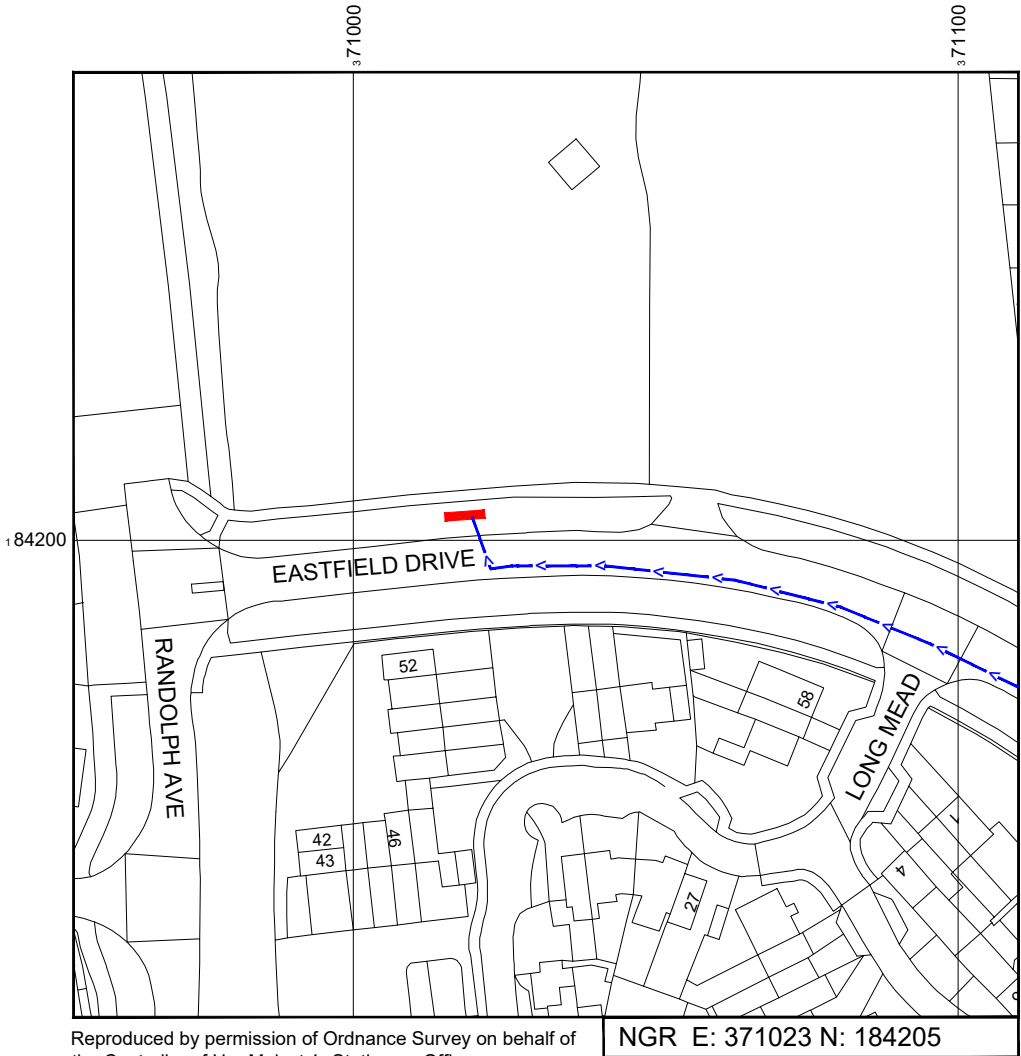 371000
371100
184200
EASTFIELD DRIVE
RANDOLPH AVE
LONG MEAD
52
58
42
43
46
27
1
4
Reproduced by permission of Ordnance Survey on behalf of
NGR E: 371023 N: 184205